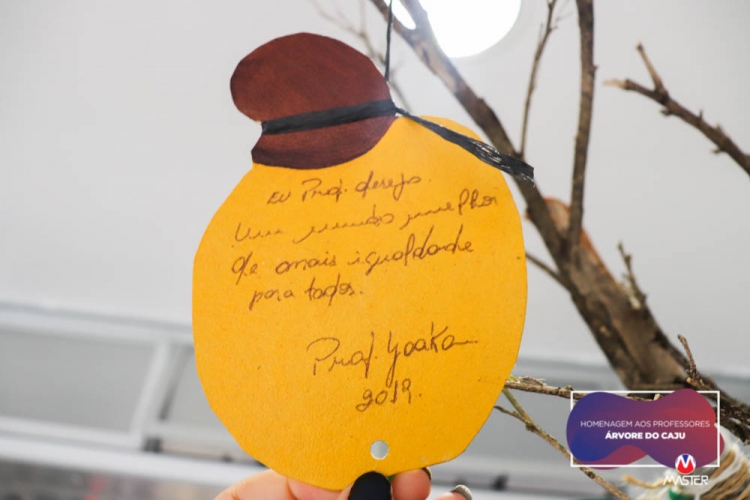 Eu Prof. desejo
Um mundo melhor
de mais igualdade
para todos.
Prof. Yoaka
2019.
HOMENAGEM AOS PROFESSORES
ÁRVORE DO CAJU
MASTER